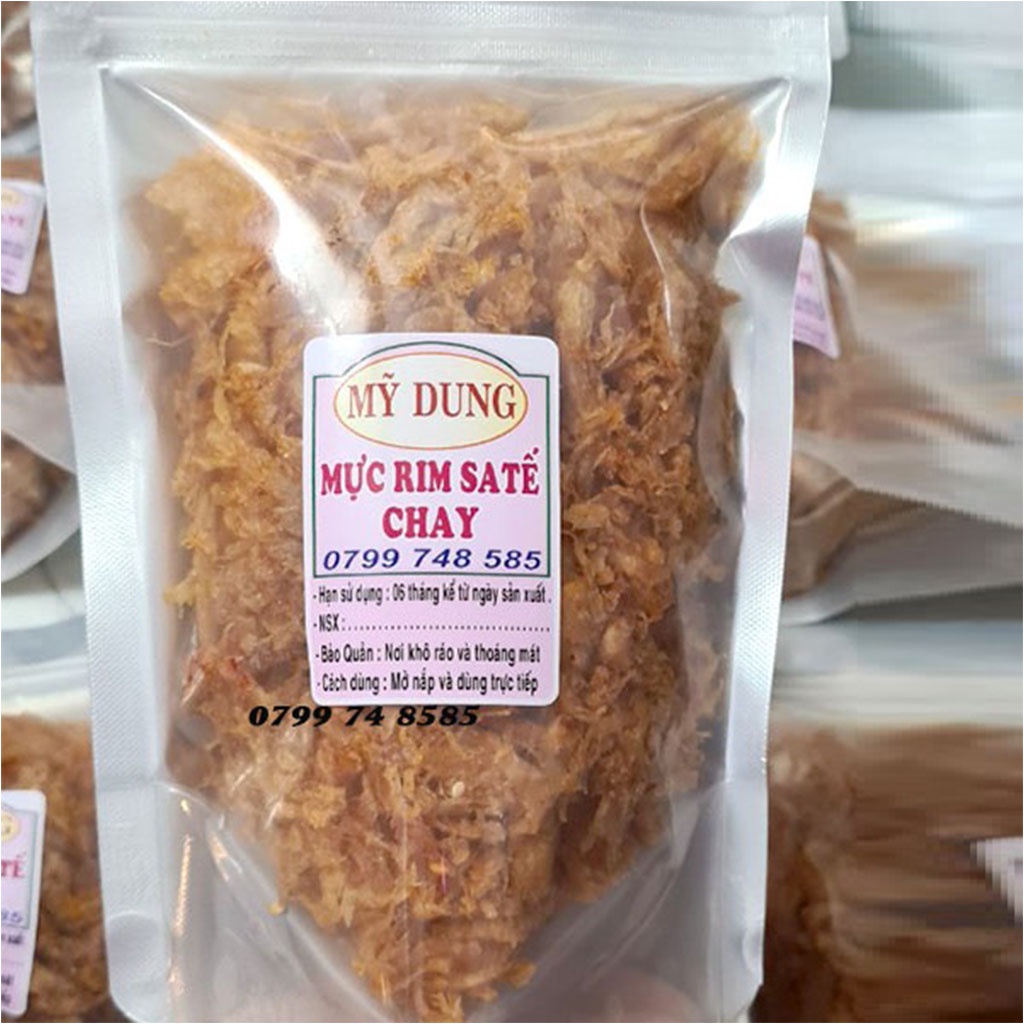 MỸ DUNG
MỰC RIM SATẾ
CHAY
0799 748 585
- Hạn sử dụng : 06 tháng kể từ ngày sản xuất .
- NSX :..................................
- Bảo Quản : Nơi khô ráo và thoáng mát
- Cách dùng : Mở nắp và dùng trực tiếp
0799 74 8585
TẾ